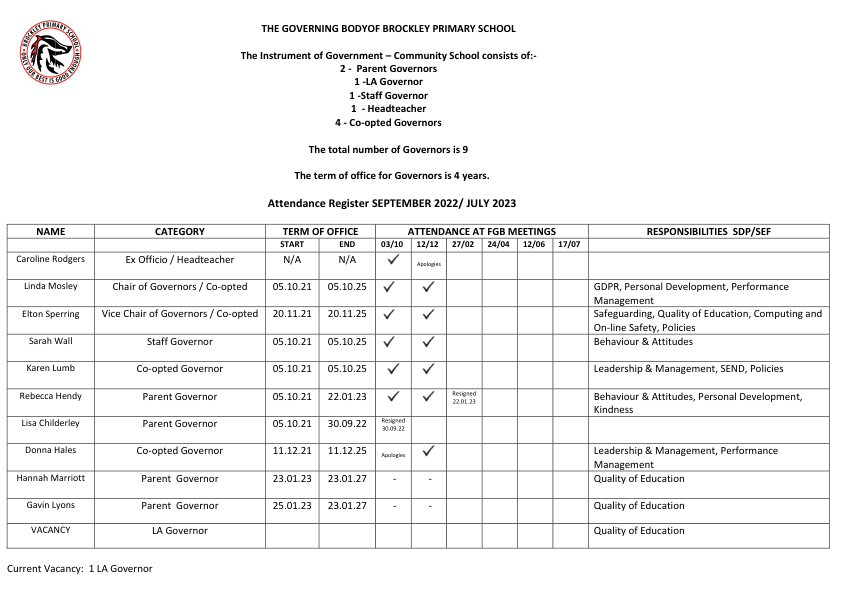 BROCKLEY PRIMARY SCHOOL
ONLY OUR BEST IS GOOD ENOUGH
THE GOVERNING BODYOF BROCKLEY PRIMARY SCHOOL
The Instrument of Government – Community School consists of:-
2 - Parent Governors
1 -LA Governor
1 -Staff Governor
1 - Headteacher
4 - Co-opted Governors
The total number of Governors is 9
The term of office for Governors is 4 years.
Attendance Register SEPTEMBER 2022/ JULY 2023
NAME CATEGORY TERM OF OFFICE ATTENDANCE AT FGB MEETINGS RESPONSIBILITIES SDP/SEF
START END 03/10 12/12 27/02 24/04 12/06 17/07
Caroline Rodgers Ex Officio / Headteacher N/A N/A ✓ Apologies
Linda Mosley Chair of Governors / Co-opted 05.10.21 05.10.25 ✓ ✓ GDPR, Personal Development, Performance
Management
Elton Sperring Vice Chair of Governors / Co-opted 20.11.21 20.11.25 ✓ ✓ Safeguarding, Quality of Education, Computing and
On-line Safety, Policies
Sarah Wall Staff Governor 05.10.21 05.10.25 ✓ ✓ Behaviour & Attitudes
Karen Lumb Co-opted Governor 05.10.21 05.10.25 ✓ ✓ Leadership & Management, SEND, Policies
Rebecca Hendy Parent Governor 05.10.21 22.01.23 ✓ ✓ Resigned Behaviour & Attitudes, Personal Development,
22.01.23 Kindness
Lisa Childerley Parent Governor 05.10.21 30.09.22 Resigned
30.09.22
Donna Hales Co-opted Governor 11.12.21 11.12.25 Apologies ✓ Leadership & Management, Performance
Management
Hannah Marriott Parent Governor 23.01.23 23.01.27 - - Quality of Education
Gavin Lyons Parent Governor 25.01.23 23.01.27 - - Quality of Education
VACANCY LA Governor Quality of Education
Current Vacancy: 1 LA Governor